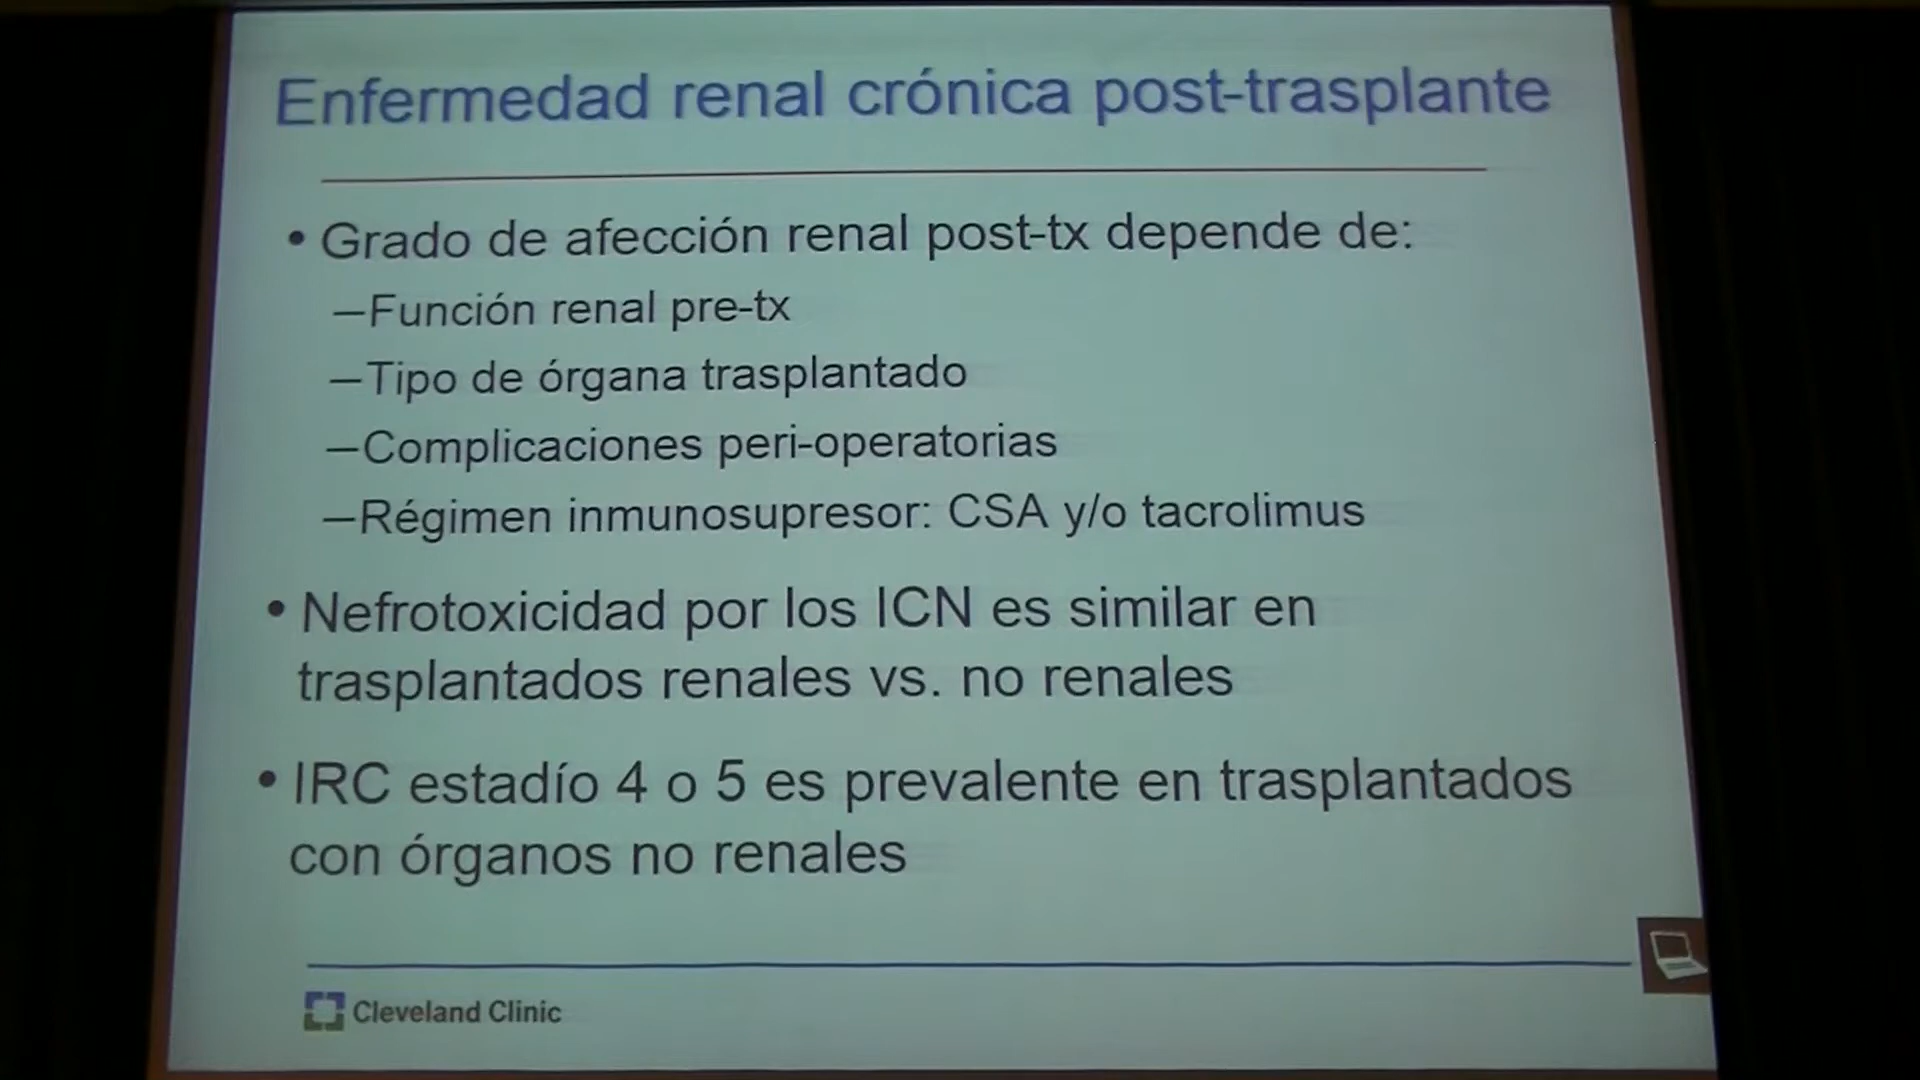 Enfermedad renal crónica post-trasplante
• Grado de afección renal post-tx depende de:
–Función renal pre-tx
–Tipo de órgana trasplantado
–Complicaciones peri-operatorias
–Régimen inmunosupresor: CSA y/o tacrolimus
• Nefrotoxicidad por los ICN es similar en
trasplantados renales vs. no renales
• IRC estadío 4 o 5 es prevalente en trasplantados
con órganos no renales
Cleveland Clinic